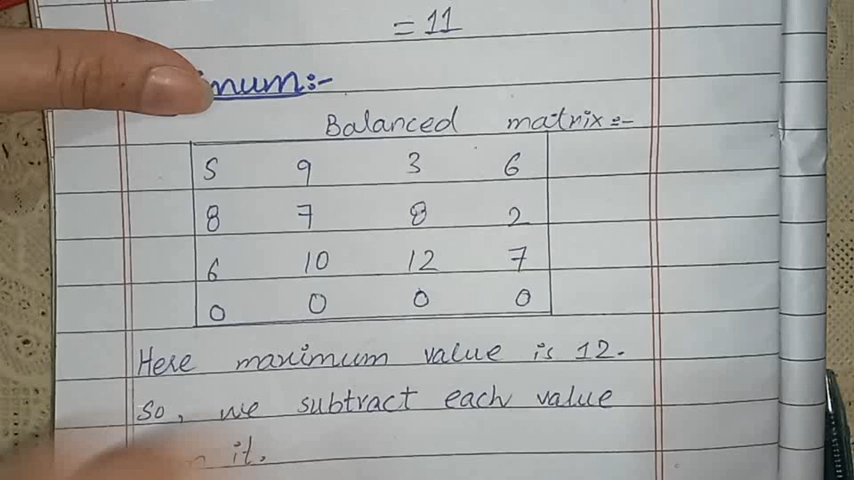 = 11
Balanced matrix:-
5 9 3 6
8 7 8 2
6 10 12 7
0 0 0 0
Here maximum value is 12.
So, we subtract each value
it.